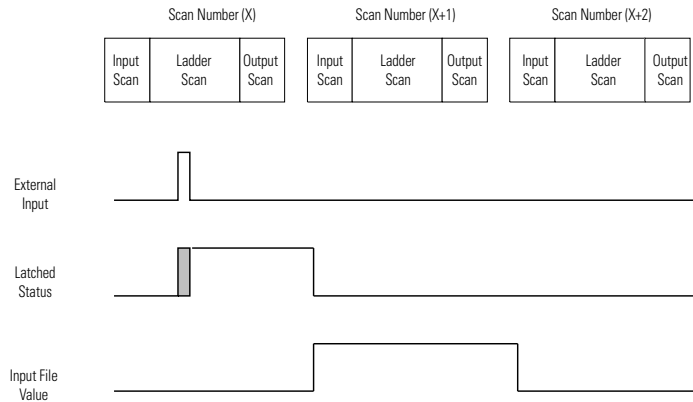 Scan Number (X)
Scan Number (X+1)
Scan Number (X+2)
Input
Scan
Ladder
Scan
Output
Scan
Input
Scan
Ladder
Scan
Output
Scan
Input
Scan
Ladder
Scan
Output
Scan
External
Input
Latched
Status
Input File
Value